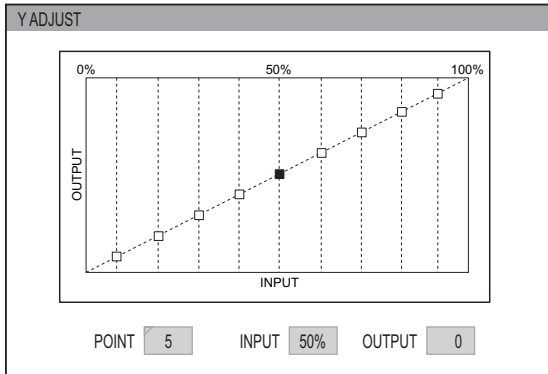 Y ADJUST
0% 50% 100%
OUTPUT
INPUT
POINT 5 INPUT 50% OUTPUT 0